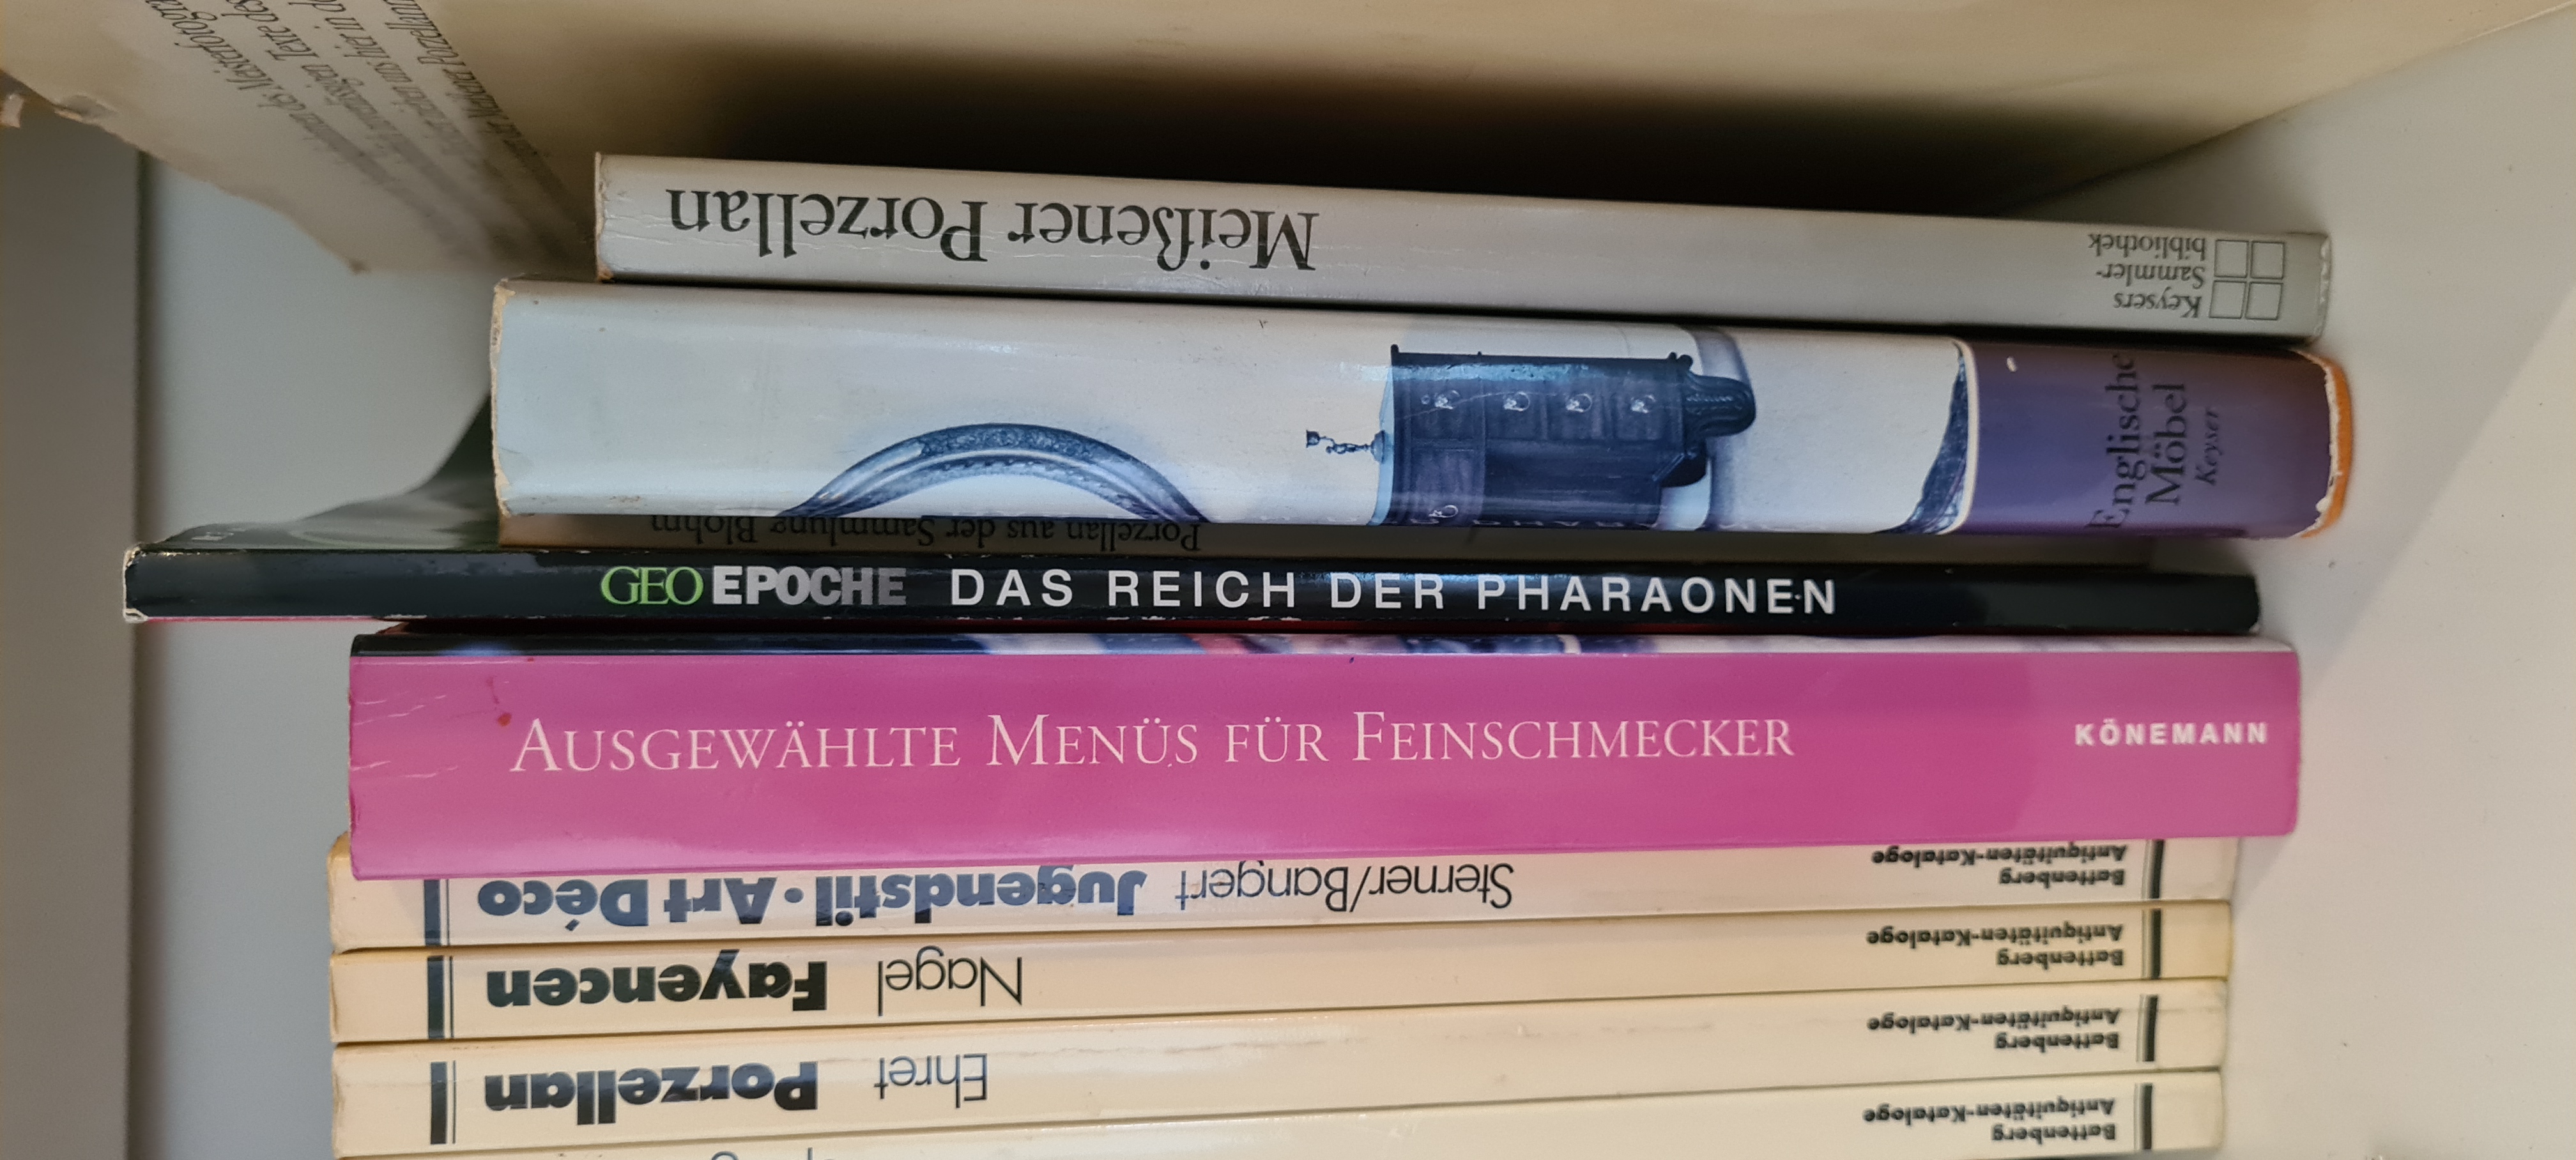 Meißener Porzellan
Keysers
Sammler-
bibliothek
Englische
Möbel
Keyser
Porzellan aus der Sammlung Blohm
GEO EPOCHE DAS REICH DER PHARAONEN
AUSGEWÄHLTE MENÜS FÜR FEINSCHMECKER
KÖNEMANN
Sterner/Bangert Jugendstil · Art Déco
Battenberg
Antiquitäten-Kataloge
Nagel Fayencen
Battenberg
Antiquitäten-Kataloge
Ehret Porzellan
Battenberg
Antiquitäten-Kataloge
Battenberg
Antiquitäten-Kataloge